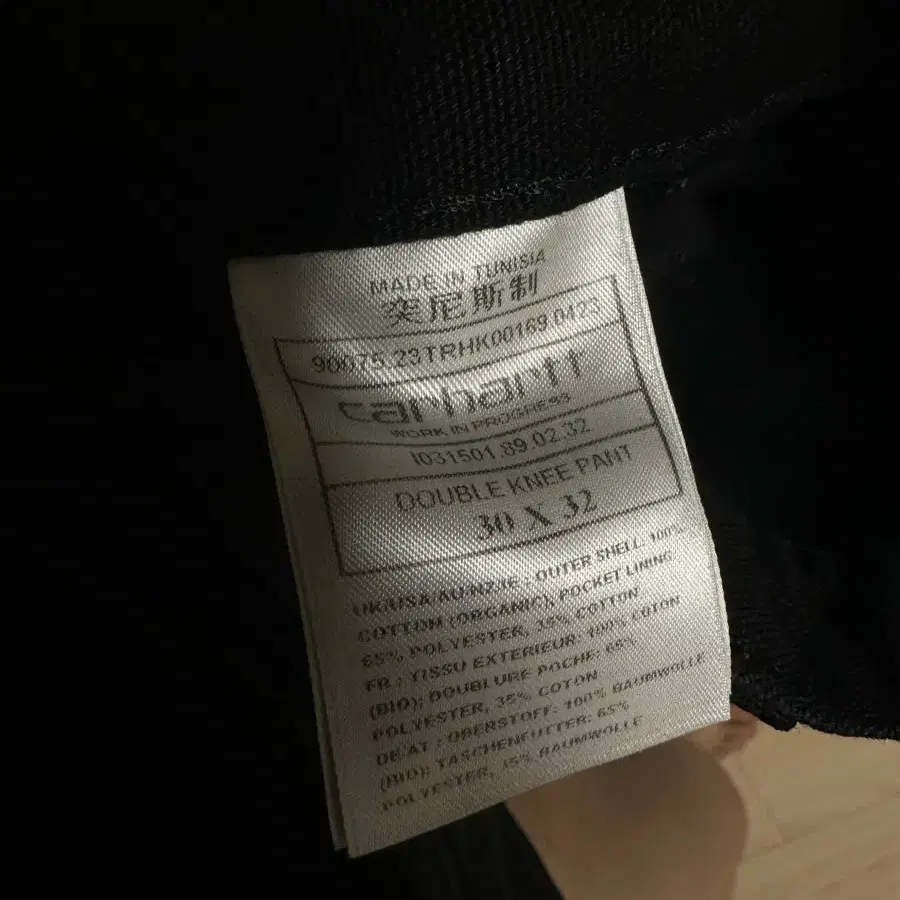 MADE IN TUNISIA
突尼斯制
90075.23TRHK00169.0423
carhartt
WORK IN PROGRESS
I031501.89.02.32
DOUBLE KNEE PANT
30 X 32
UK/USA/AU/NZ/IE : OUTER SHELL 100%
COTTON (ORGANIC), POCKET LINING
65% POLYESTER, 35% COTTON
FR : TISSU EXTERIEUR: 100% COTON
(BIO); DOUBLURE POCHE: 65%
POLYESTER, 35% COTON
DE/AT : OBERSTOFF: 100% BAUMWOLLE
(BIO); TASCHENFUTTER: 65%
POLYESTER, 35% BAUMWOLLE